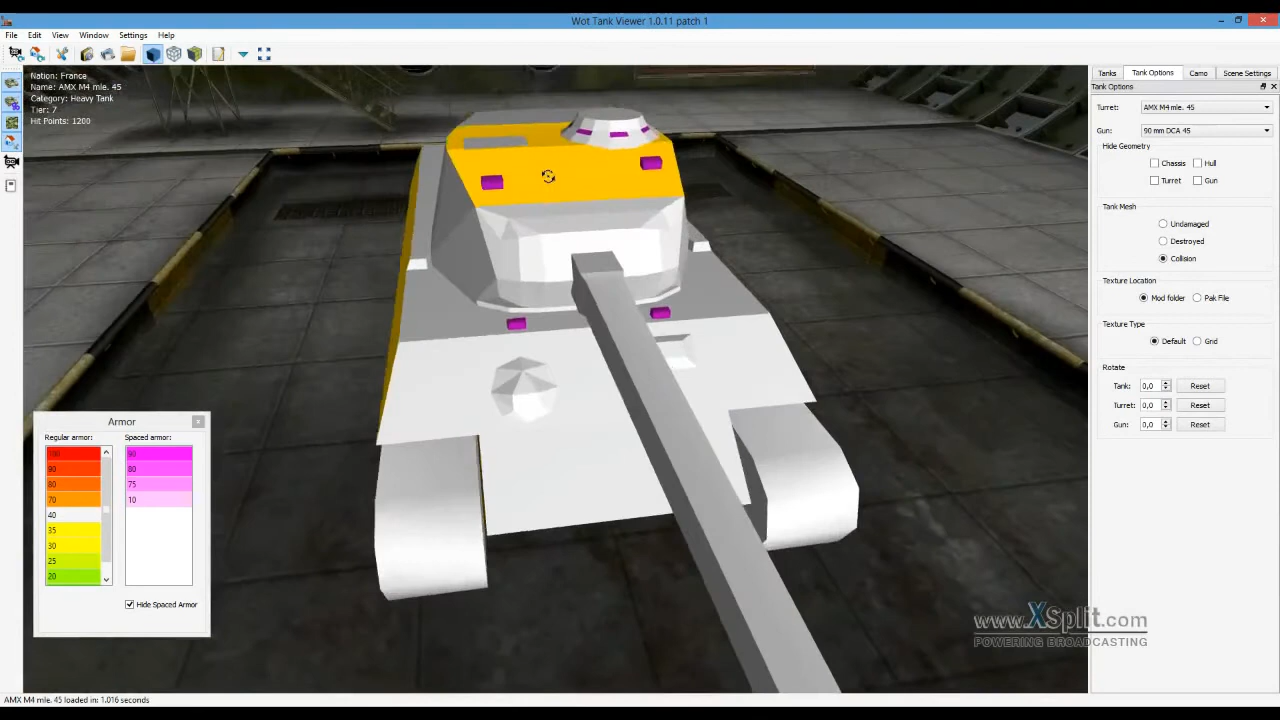 Wot Tank Viewer 1.0.11 patch 1
File Edit View Window Settings Help
Nation: France
Name: AMX M4 mle. 45
Category: Heavy Tank
Tier: 7
Hit Points: 1200
Tanks Tank Options Camo Scene Settings
Tank Options
Turret: AMX M4 mle. 45
Gun: 90 mm DCA 45
Hide Geometry
Chassis Hull
Turret Gun
Tank Mesh
Undamaged
Destroyed
Collision
Texture Location
Mod folder Pak File
Texture Type
Default Grid
Rotate
Tank: 0,0 Reset
Turret: 0,0 Reset
Gun: 0,0 Reset
Armor
Regular armor: Spaced armor:
100 90
90 80
80 75
70 10
40
35
30
25
20
Hide Spaced Armor
www.XSplit.com
POWERING BROADCASTING
AMX M4 mle. 45 loaded in: 1.016 seconds